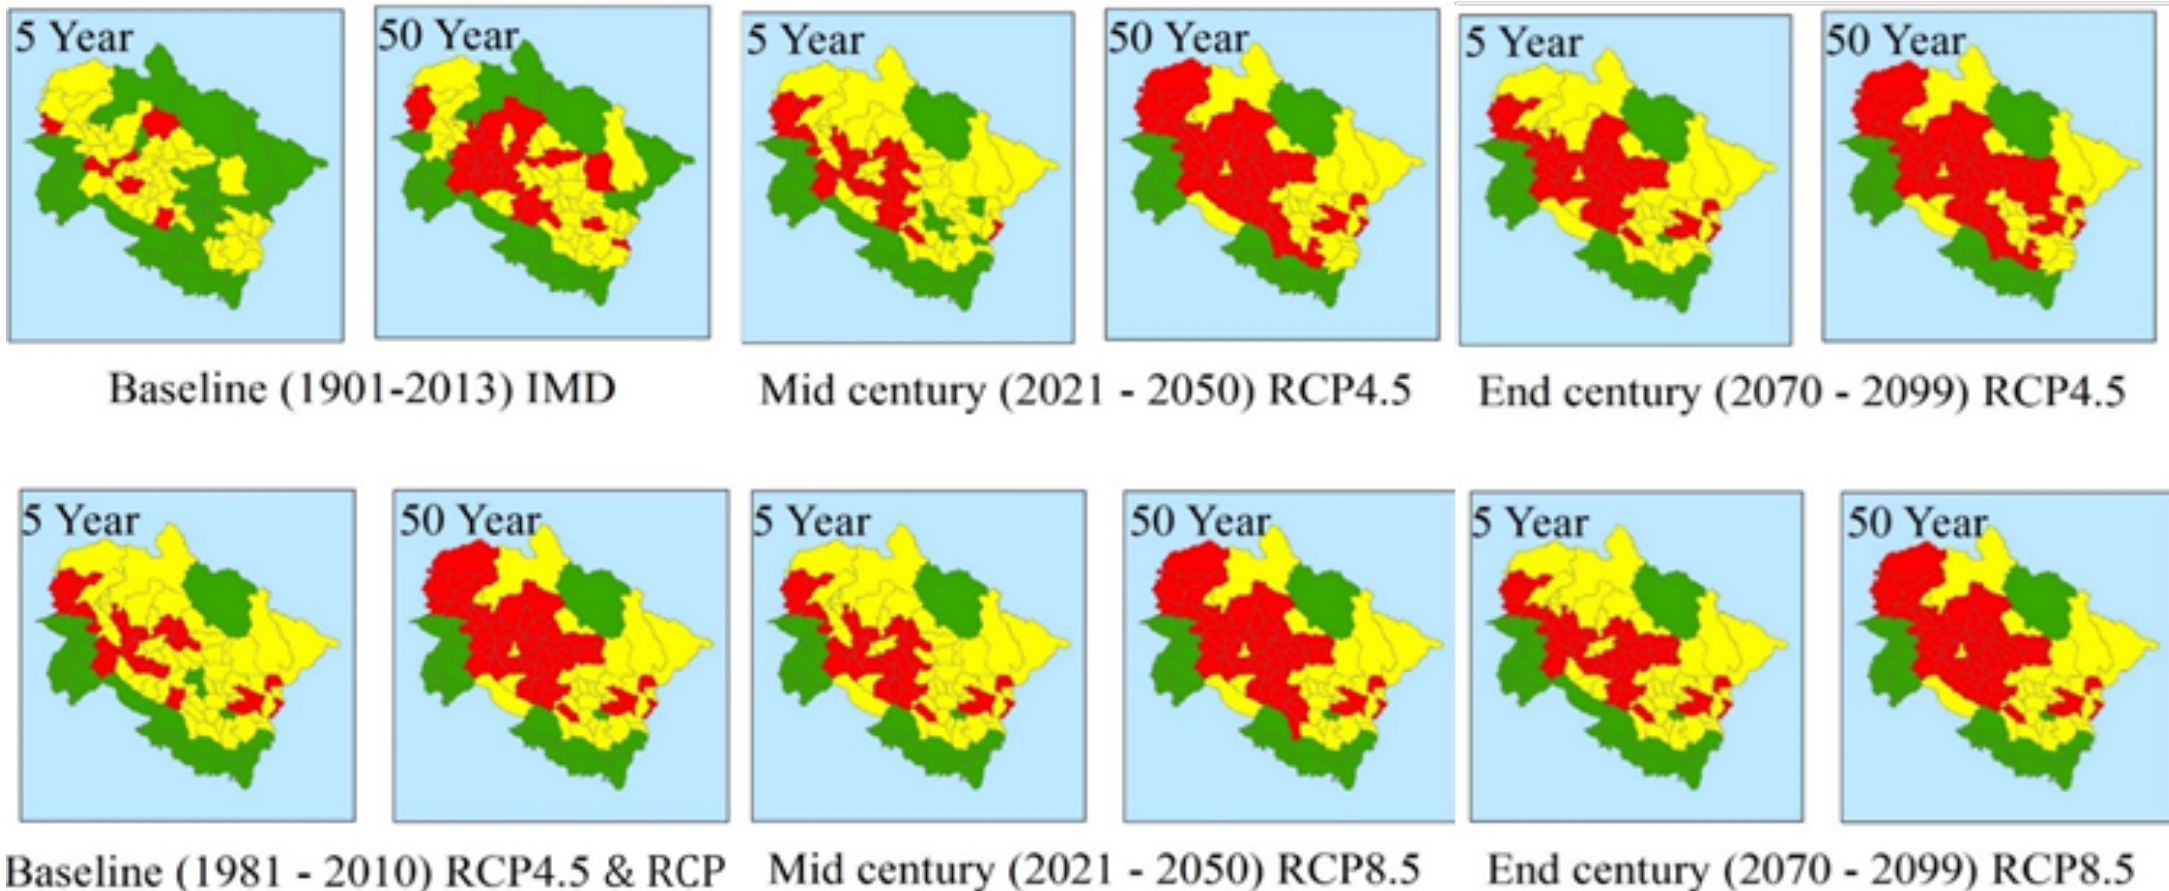 5 Year
50 Year
5 Year
50 Year
5 Year
50 Year
Baseline (1901-2013) IMD
Mid century (2021 - 2050) RCP4.5
End century (2070 - 2099) RCP4.5
5 Year
50 Year
5 Year
50 Year
5 Year
50 Year
Baseline (1981 - 2010) RCP4.5 & RCP
Mid century (2021 - 2050) RCP8.5
End century (2070 - 2099) RCP8.5